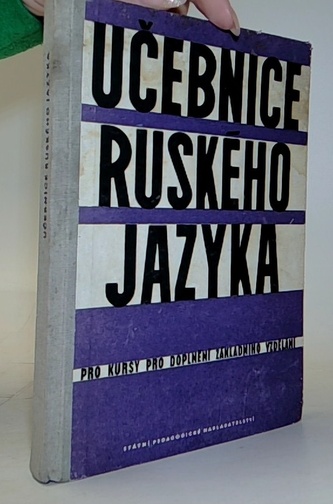 UČEBNICE
RUSKÉHO
JAZYKA
PRO KURSY PRO DOPLNĚNÍ ZÁKLADNÍHO VZDĚLÁNÍ
STÁTNÍ PEDAGOGICKÉ NAKLADATELSTVÍ
UČEBNICE RUSKÉHO JAZYKA